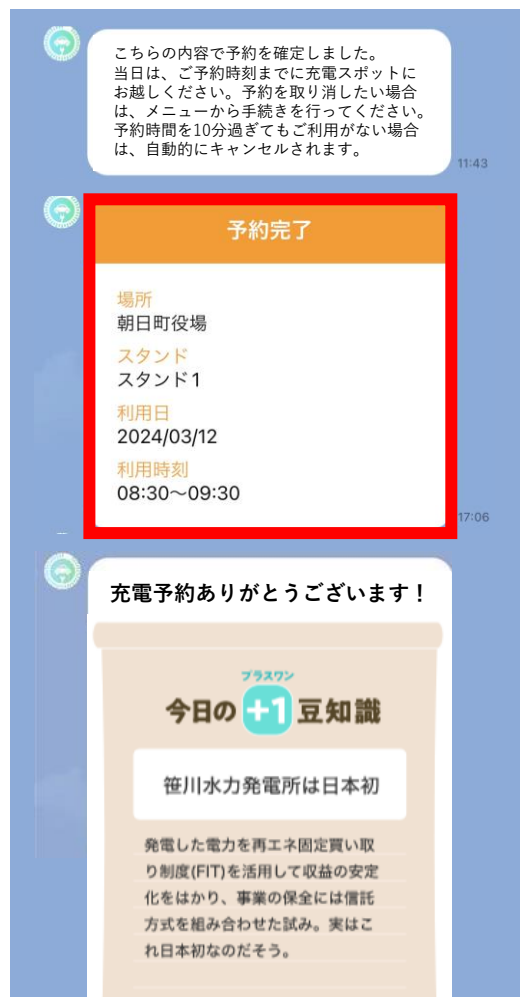 こちらの内容で予約を確定しました。
当日は、ご予約時刻までに充電スポットに
お越しください。予約を取り消したい場合
は、メニューから手続きを行ってください。
予約時間を10分過ぎてもご利用がない場合
は、自動的にキャンセルされます。
11:43
予約完了
場所
朝日町役場
スタンド
スタンド1
利用日
2024/03/12
利用時刻
08:30〜09:30
17:06
充電予約ありがとうございます！
プラスワン
今日の+1豆知識
笹川水力発電所は日本初
発電した電力を再エネ固定買い取
り制度(FIT)を活用して収益の安定
化をはかり、事業の保全には信託
方式を組み合わせた試み。実はこ
れ日本初なのだそう。